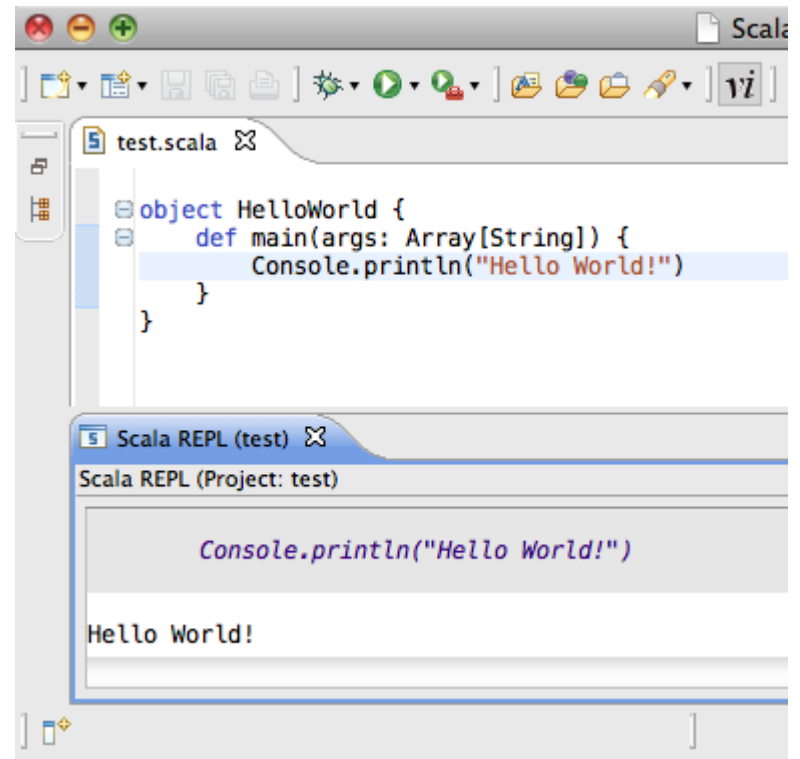 Scala
vi
test.scala
object HelloWorld {
def main(args: Array[String]) {
Console.println("Hello World!")
}
}
Scala REPL (test)
Scala REPL (Project: test)
Console.println("Hello World!")
Hello World!